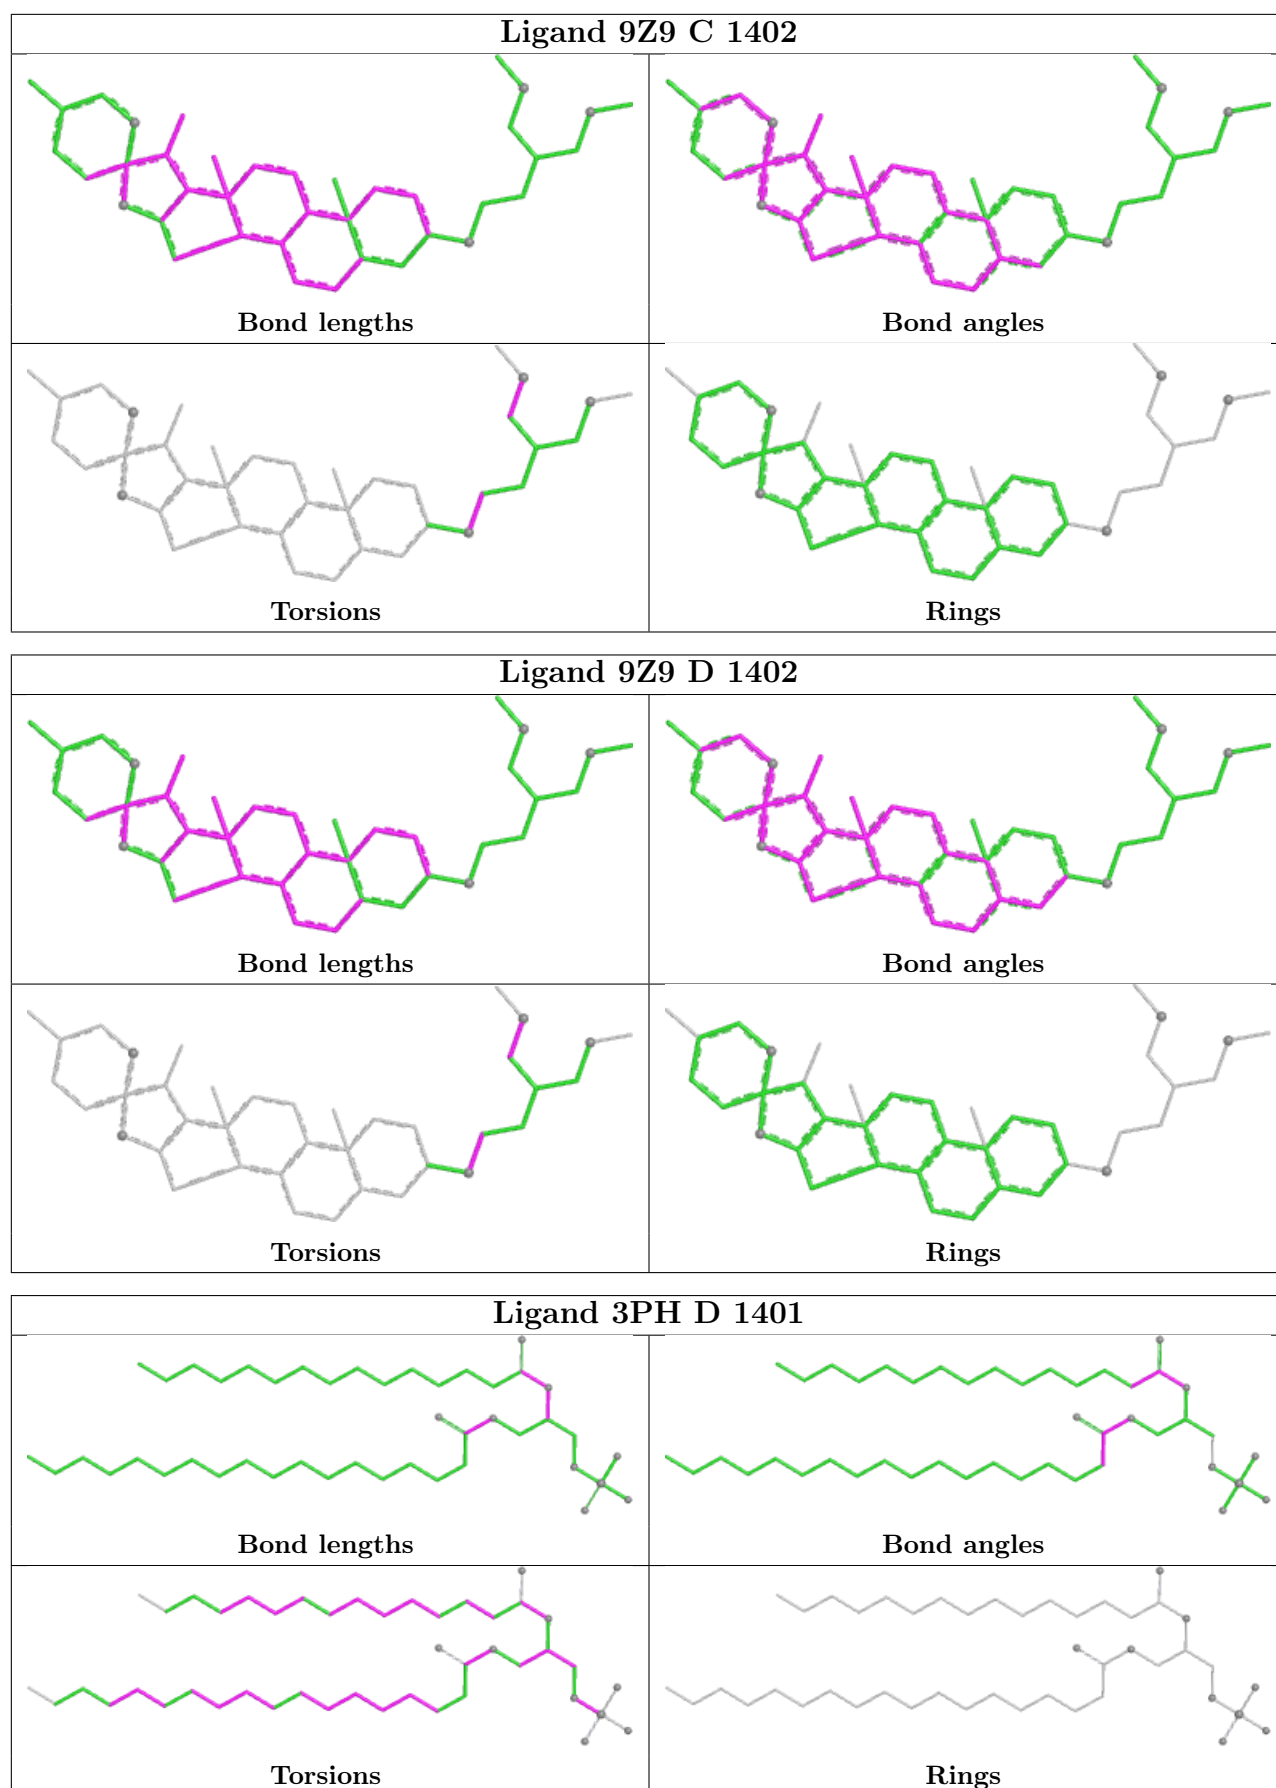 Ligand 9Z9 C 1402
Bond lengths
Bond angles
Torsions
Rings
Ligand 9Z9 D 1402
Bond lengths
Bond angles
Torsions
Rings
Ligand 3PH D 1401
Bond lengths
Bond angles
Torsions
Rings